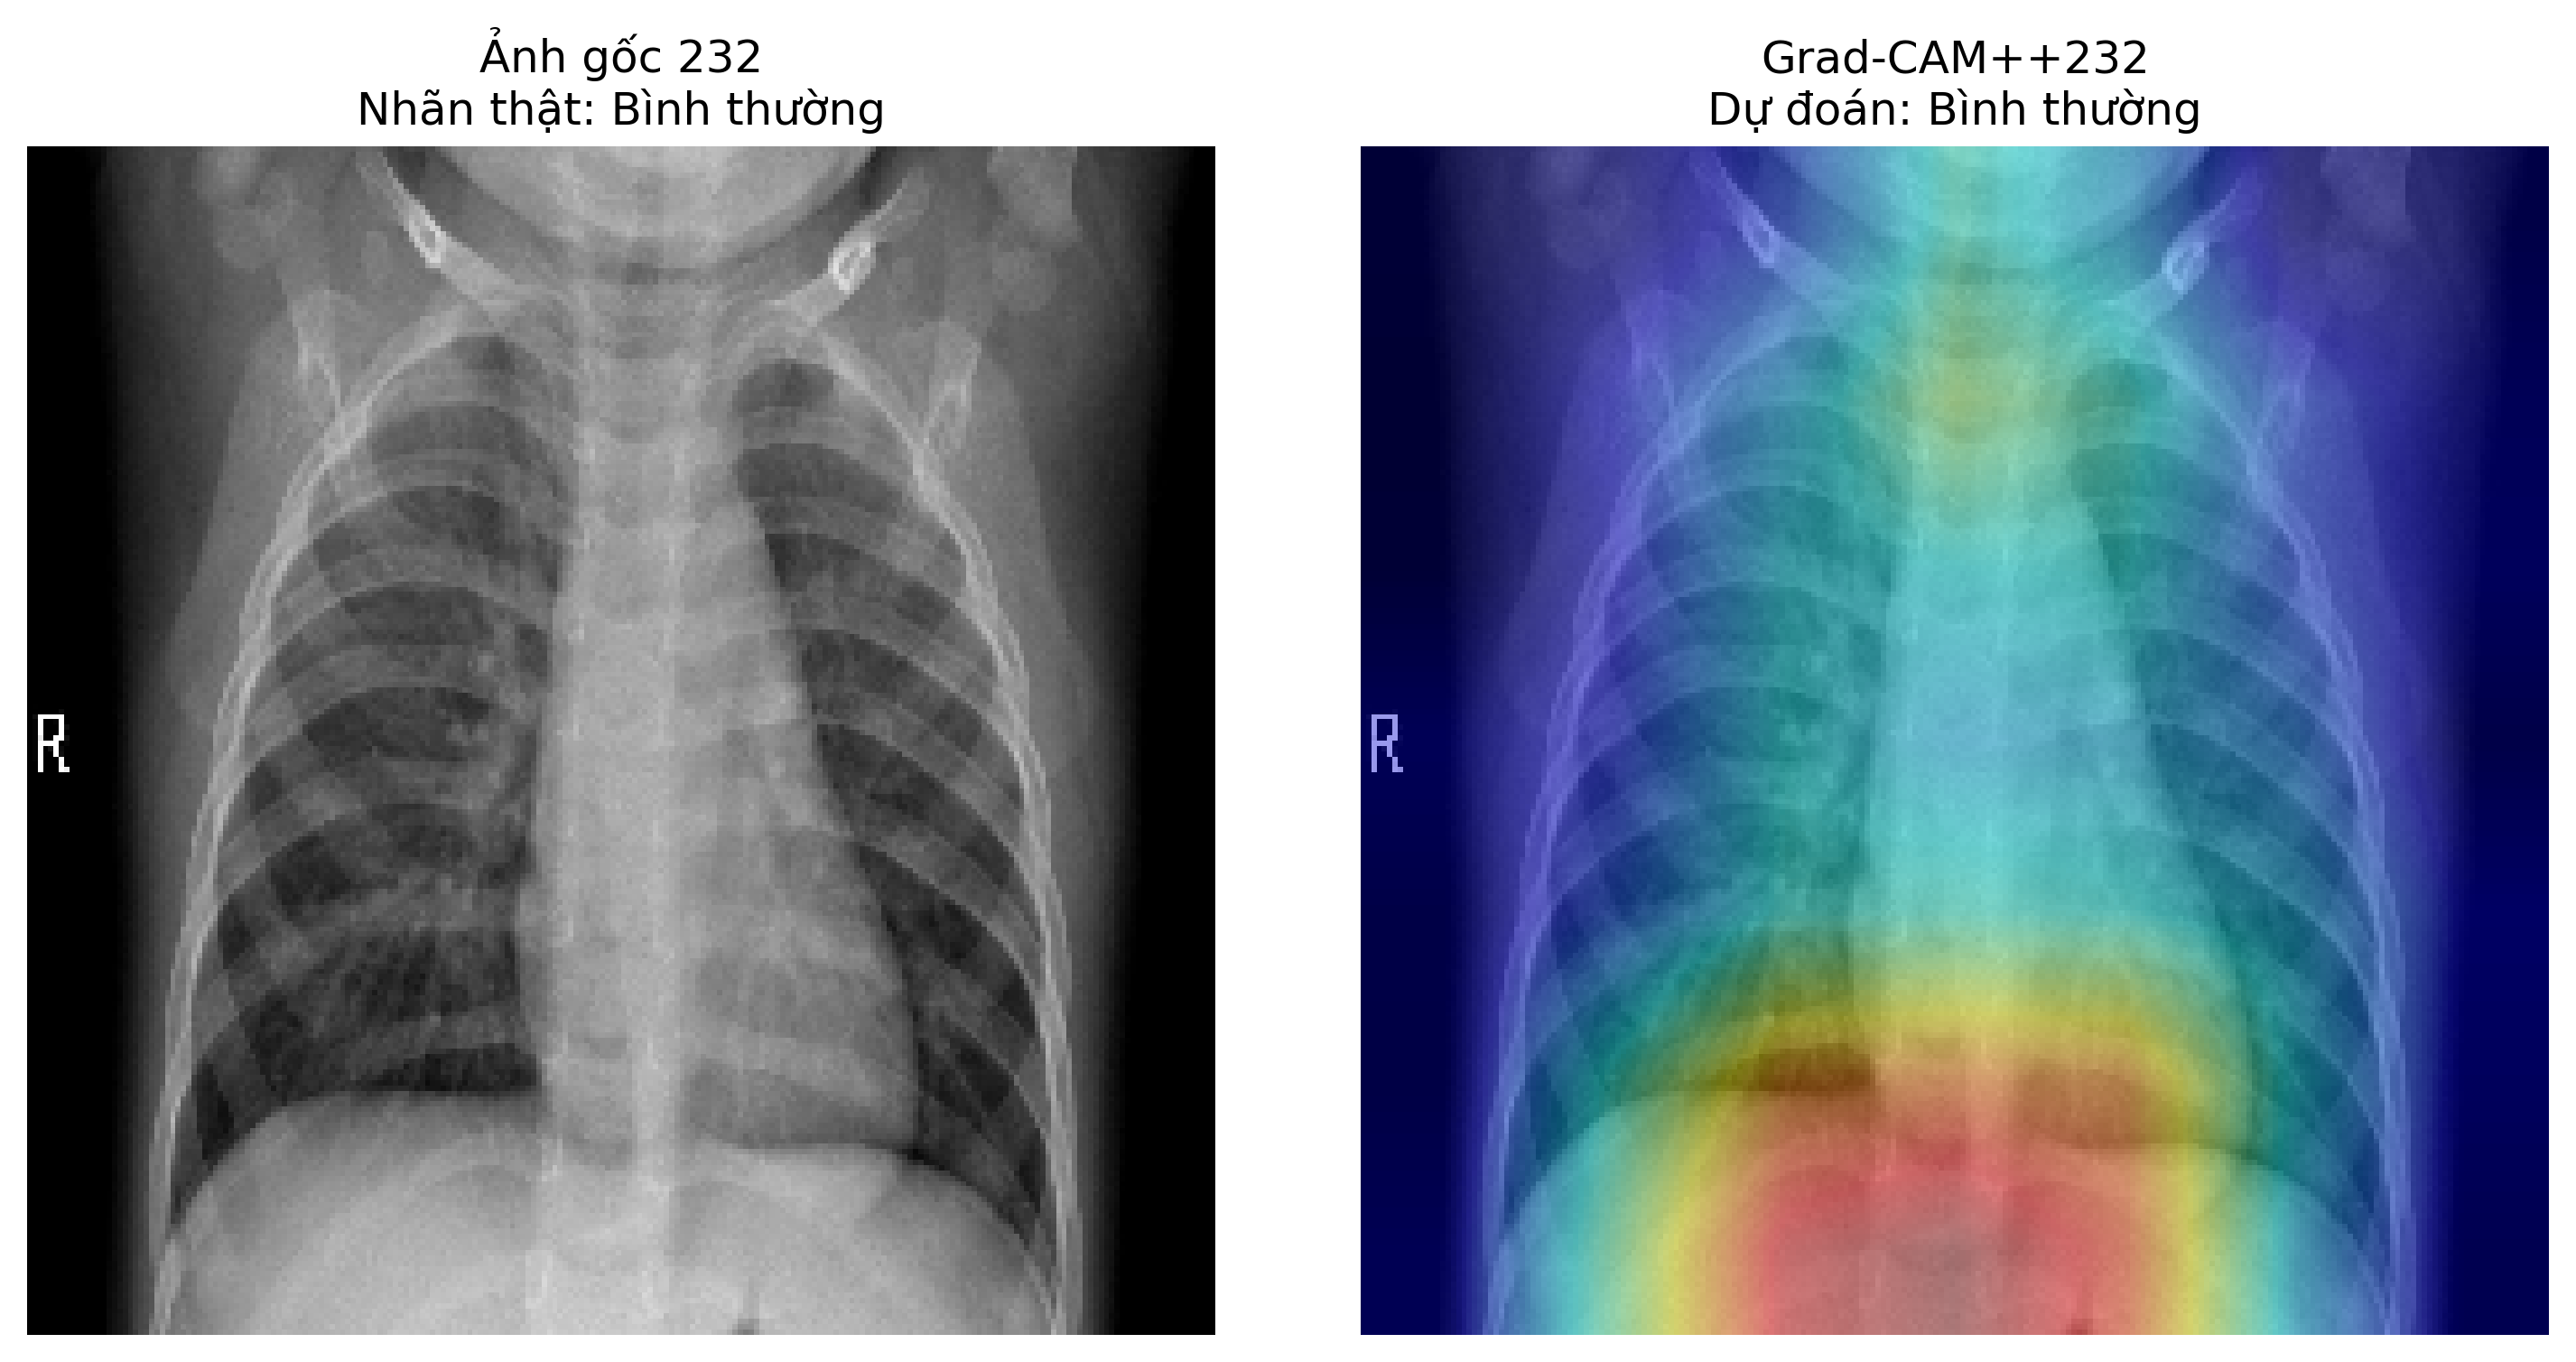 Ảnh gốc 232
Nhãn thật: Bình thường
Grad-CAM++232
Dự đoán: Bình thường
R
R